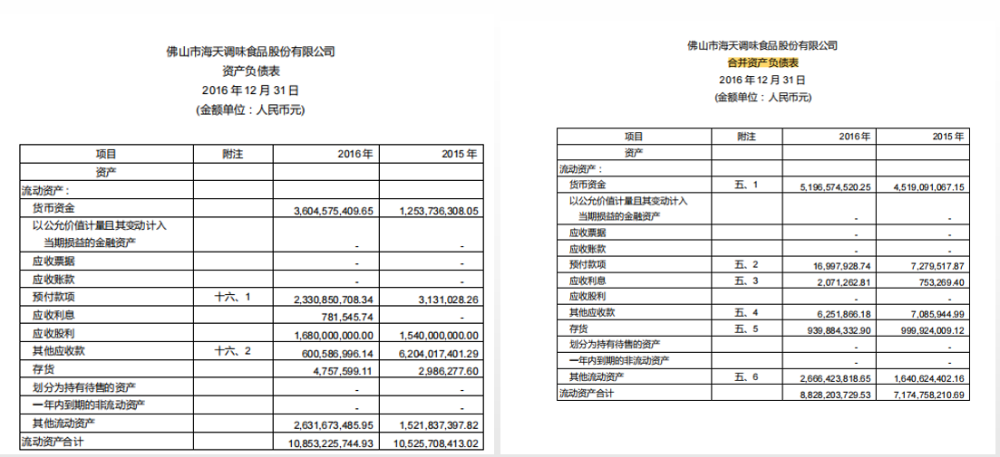 佛山市海天调味食品股份有限公司
资产负债表
2016 年 12 月 31 日
(金额单位：人民币元)
项目 附注 2016 年 2015 年
资产
流动资产：
货币资金 3,604,575,409.65 1,253,736,308.05
以公允价值计量且其变动计入
当期损益的金融资产 - -
应收票据 - -
应收账款 - -
预付款项 十六、1 2,330,850,708.34 3,131,028.26
应收利息 781,545.74 -
应收股利 1,680,000,000.00 1,540,000,000.00
其他应收款 十六、2 600,586,996.14 6,204,017,401.29
存货 4,757,599.11 2,986,277.60
划分为持有待售的资产 - -
一年内到期的非流动资产 - -
其他流动资产 2,631,673,485.95 1,521,837,397.82
流动资产合计 10,853,225,744.93 10,525,708,413.02
佛山市海天调味食品股份有限公司
合并资产负债表
2016 年 12 月 31 日
(金额单位：人民币元)
项目 附注 2016 年 2015 年
资产
流动资产：
货币资金 五、1 5,196,574,520.25 4,519,091,067.15
以公允价值计量且其变动计入
当期损益的金融资产 - -
应收票据 - -
应收账款 - -
预付款项 五、2 16,997,928.74 7,279,517.87
应收利息 五、3 2,071,262.81 753,269.40
应收股利 - -
其他应收款 五、4 6,251,866.18 7,085,944.99
存货 五、5 939,884,332.90 999,924,009.12
划分为持有待售的资产 - -
一年内到期的非流动资产 - -
其他流动资产 五、6 2,666,423,818.65 1,640,624,402.16
流动资产合计 8,828,203,729.53 7,174,758,210.69